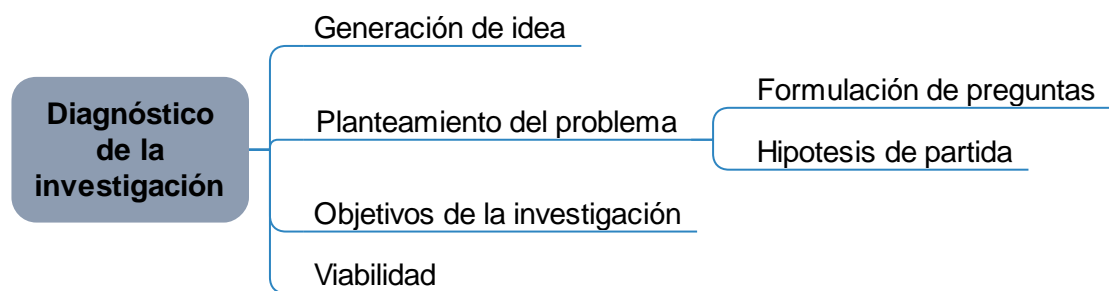 Diagnóstico
de la
investigación
Generación de idea
Planteamiento del problema
Formulación de preguntas
Hipotesis de partida
Objetivos de la investigación
Viabilidad